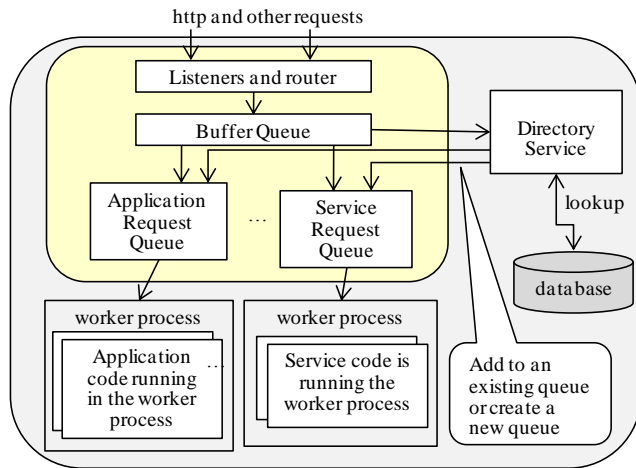 http and other requests
Listeners and router
Buffer Queue
Directory
Service
Application
Request
Queue
...
Service
Request
Queue
lookup
database
worker process
Application
code running
in the worker
process
...
worker process
Service code is
running the
worker process
Add to an
existing queue
or create a
new queue